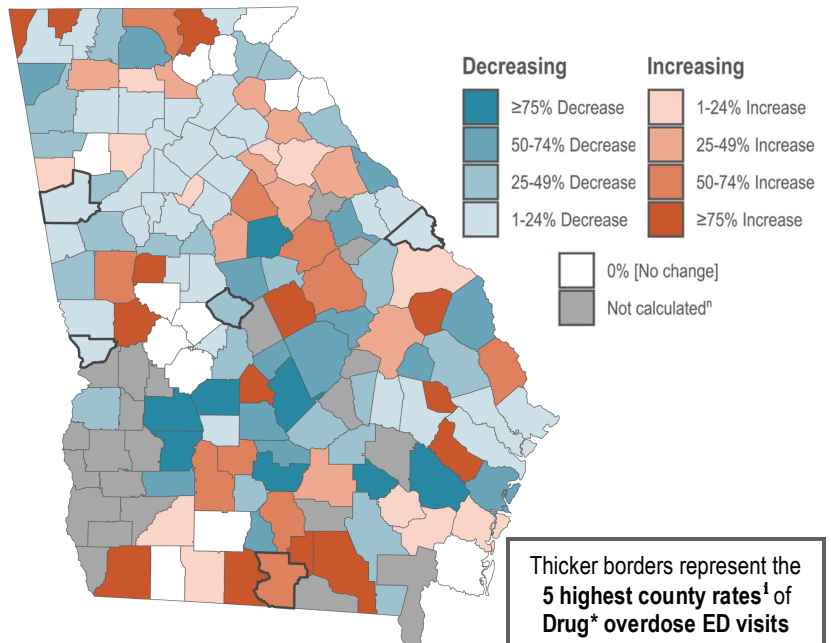 Decreasing
≥75% Decrease
50-74% Decrease
25-49% Decrease
1-24% Decrease
Increasing
1-24% Increase
25-49% Increase
50-74% Increase
≥75% Increase
0% [No change]
Not calculatedⁿ
Thicker borders represent the
5 highest county rates of
Drug* overdose ED visits